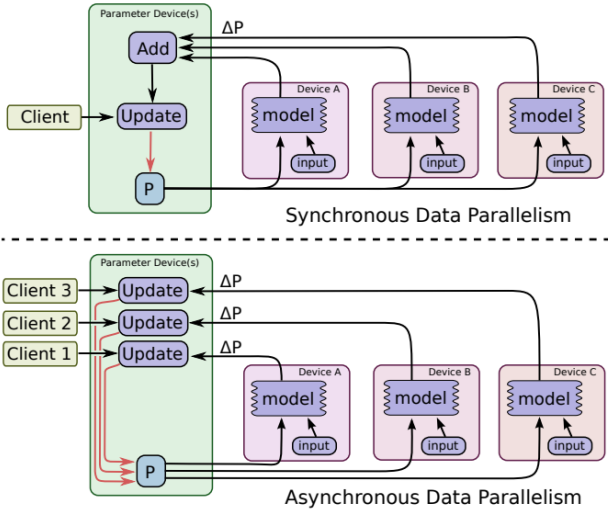 Parameter Device(s)
ΔP
Add
Device A
Device B
Device C
Client
Update
model
model
model
input
input
input
P
Synchronous Data Parallelism
Parameter Device(s)
Client 3
Update
ΔP
Client 2
Update
ΔP
Client 1
Update
ΔP
Device A
Device B
Device C
model
model
model
input
input
input
P
Asynchronous Data Parallelism